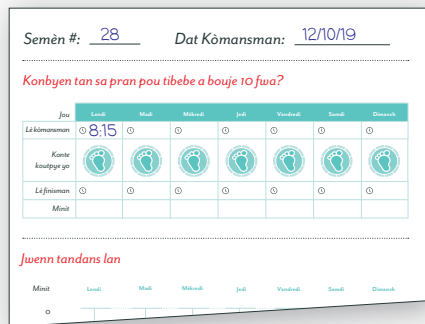 Semèn #: 28 Dat Kòmansman: 12/10/19
Konbyen tan sa pran pou tibebe a bouje 10 fwa?
Jou Lendi Madi Mèkredi Jedi Vandredi Samdi Dimanch
Lè kòmansman 8:15
Konte koutpye yo
Lè finisman
Minit
Jwenn tandans lan
Minit Lendi Madi Mèkredi Jedi Vandredi Samdi Dimanch
0